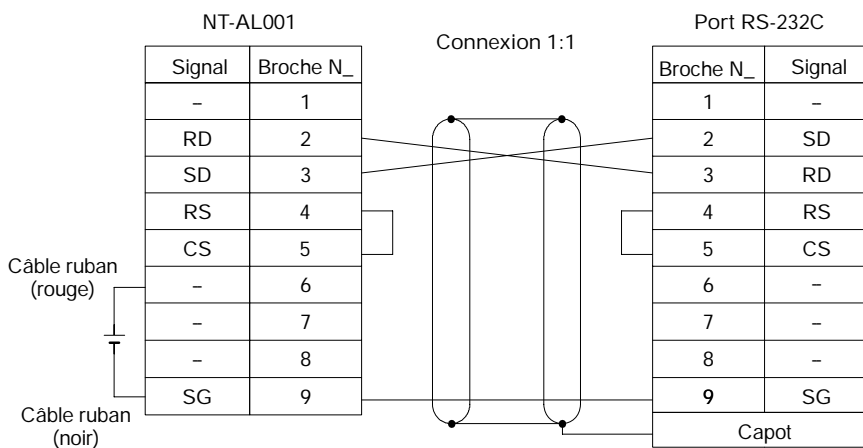 NT-AL001
Connexion 1:1
Port RS-232C
Signal Broche N_
– 1
RD 2
SD 3
RS 4
CS 5
– 6
– 7
– 8
SG 9
Câble ruban
(rouge)
Câble ruban
(noir)
Broche N_ Signal
1 –
2 SD
3 RD
4 RS
5 CS
6 –
7 –
8 –
9 SG
Capot